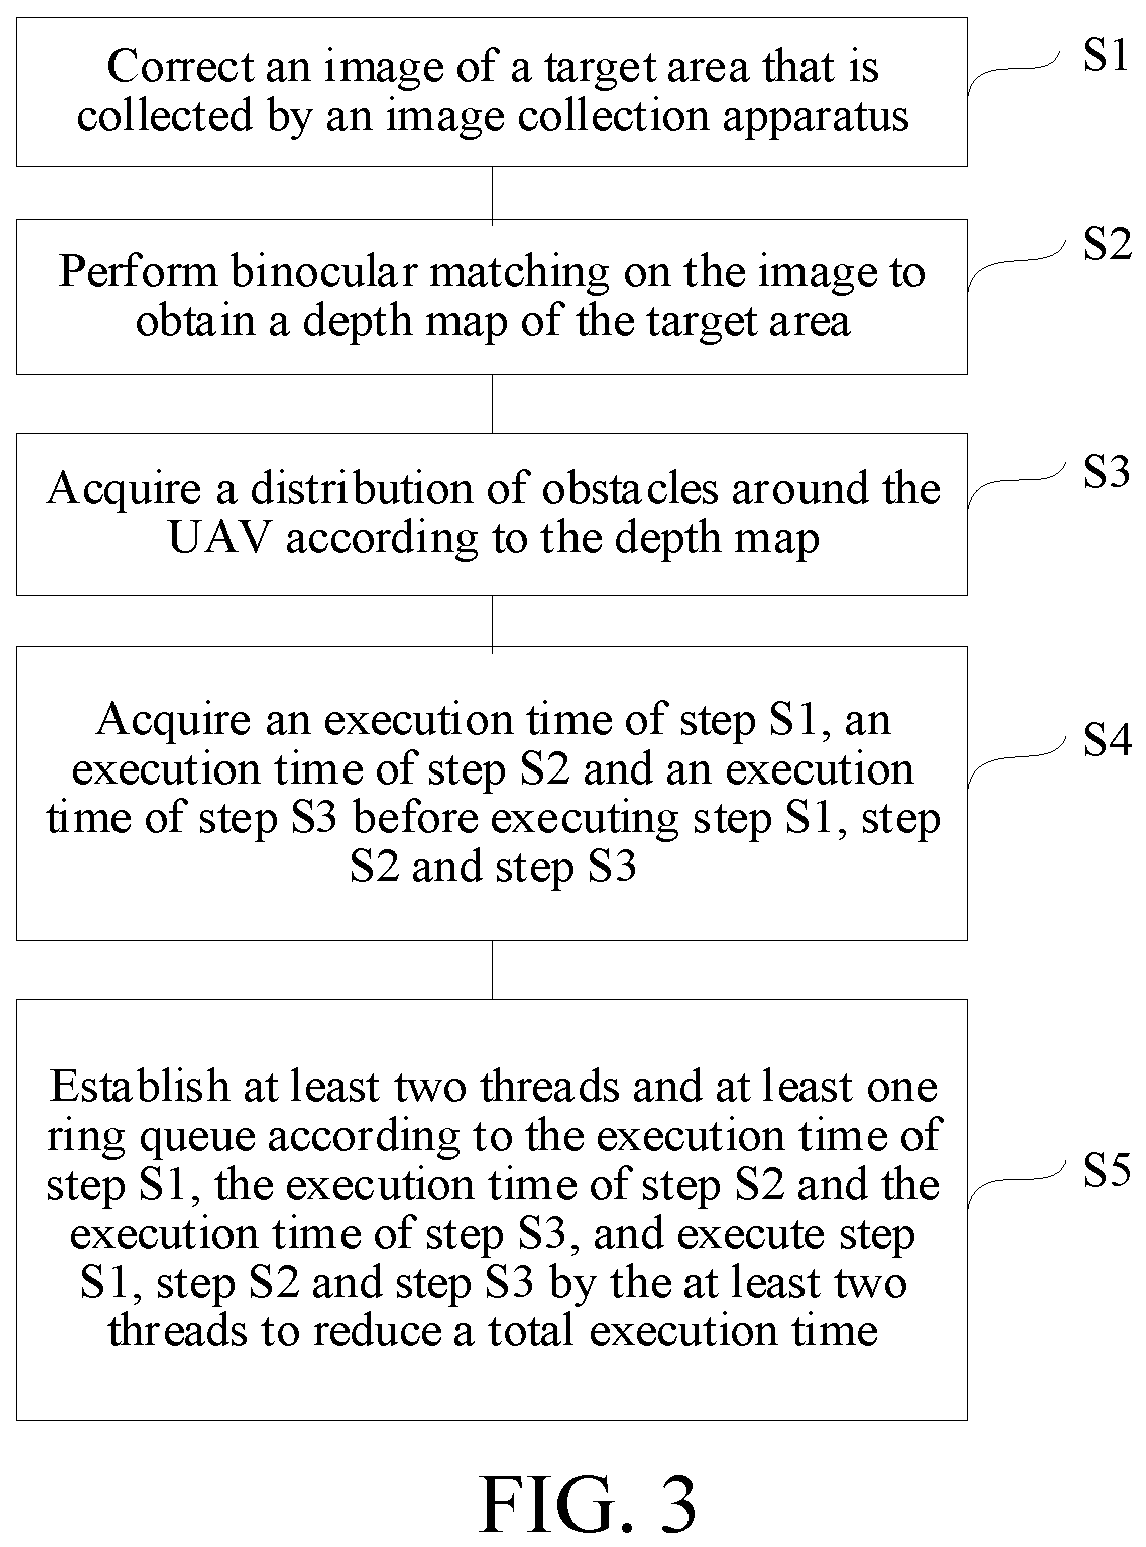 Correct an image of a target area that is
collected by an image collection apparatus
S1
Perform binocular matching on the image to
obtain a depth map of the target area
S2
Acquire a distribution of obstacles around the
UAV according to the depth map
S3
Acquire an execution time of step S1, an
execution time of step S2 and an execution
time of step S3 before executing step S1, step
S2 and step S3
S4
Establish at least two threads and at least one
ring queue according to the execution time of
step S1, the execution time of step S2 and the
execution time of step S3, and execute step
S1, step S2 and step S3 by the at least two
threads to reduce a total execution time
S5
FIG. 3